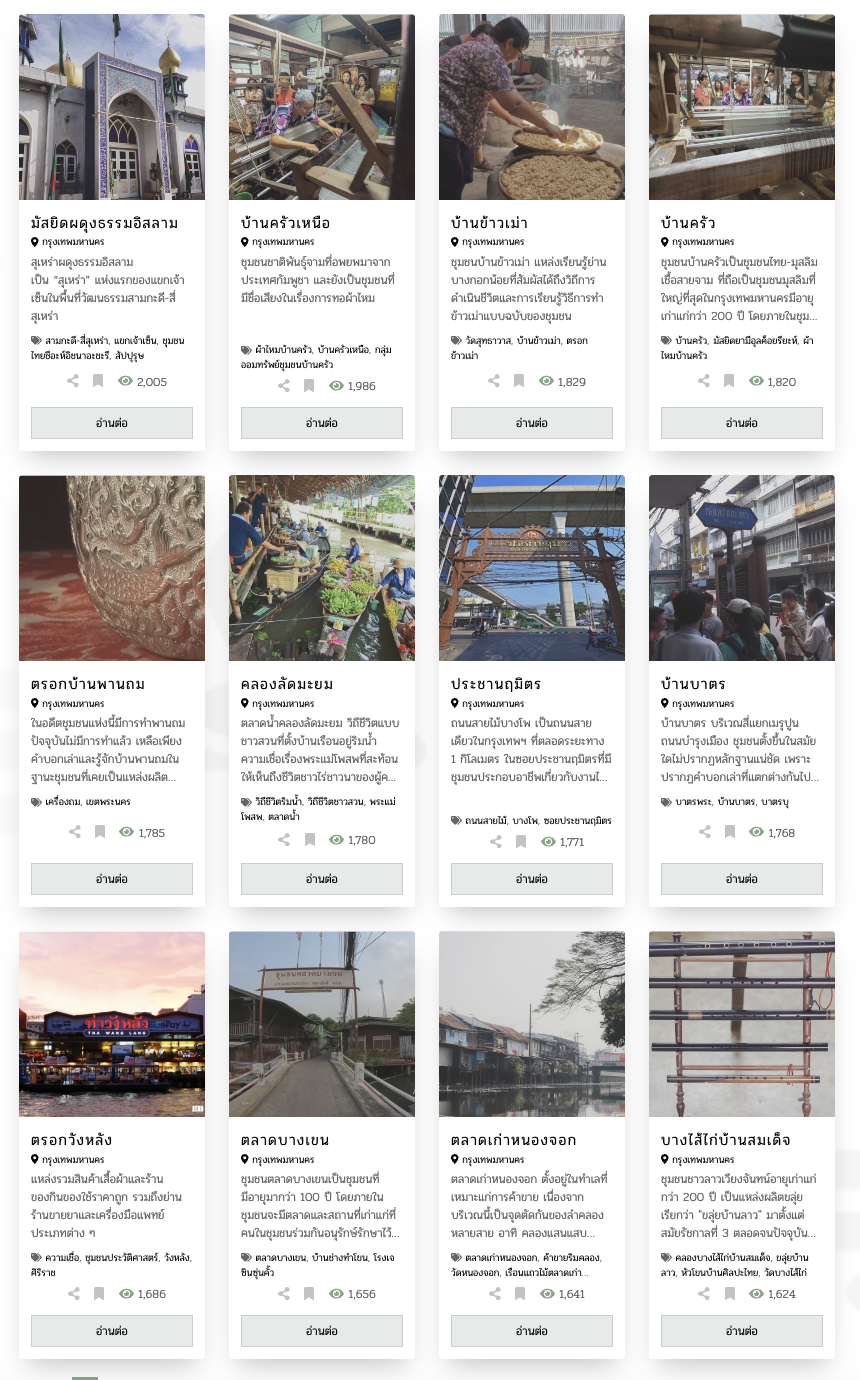 มัสยิดผดุงธรรมอิสลาม
กรุงเทพมหานคร
สุเหร่าผดุงธรรมอิสลาม
เป็น “สุเหร่า” แห่งแรกของแขกเจ้า
เซ็นในพื้นที่วัฒนธรรมสามกะดี-สี่
สุเหร่า
สามกะดี-สี่สุเหร่า, แขกเจ้าเซ็น, ชุมชน
ไทยชีอะห์อิซนาอะชะรี, สัปปุรุษ
2,005
อ่านต่อ
บ้านครัวเหนือ
กรุงเทพมหานคร
ชุมชนชาติพันธุ์จามที่อพยพมาจาก
ประเทศกัมพูชา และยังเป็นชุมชนที่
มีชื่อเสียงในเรื่องการทอผ้าไหม
ผ้าไหมบ้านครัว, บ้านครัวเหนือ, กลุ่ม
ออมทรัพย์ชุมชนบ้านครัว
1,986
อ่านต่อ
บ้านข้าวเม่า
กรุงเทพมหานคร
ชุมชนบ้านข้าวเม่า แหล่งเรียนรู้ย่าน
บางกอกน้อยที่สัมผัสได้ถึงวิถีการ
ดำเนินชีวิตและการเรียนรู้วิธีการทำ
ข้าวเม่าแบบฉบับของชุมชน
วัดสุทธาวาส, บ้านข้าวเม่า, ตรอก
ข้าวเม่า
1,829
อ่านต่อ
บ้านครัว
กรุงเทพมหานคร
ชุมชนบ้านครัวเป็นชุมชนไทย-มุสลิม
เชื้อสายจาม ที่ถือเป็นชุมชนมุสลิมที่
ใหญ่ที่สุดในกรุงเทพมหานครมีอายุ
เก่าแก่กว่า 200 ปี โดยภายในชุม...
บ้านครัว, มัสยิดยามีอุลค็อยรียะห์, ผ้า
ไหมบ้านครัว
1,820
อ่านต่อ
ตรอกบ้านพานถม
กรุงเทพมหานคร
ในอดีตชุมชนแห่งนี้มีการทำพานถม
ปัจจุบันไม่มีการทำแล้ว เหลือเพียง
คำบอกเล่าและรู้จักบ้านพานถมใน
ฐานะชุมชนที่เคยเป็นแหล่งผลิต...
เครื่องถม, เขตพระนคร
1,785
อ่านต่อ
คลองลัดมะยม
กรุงเทพมหานคร
ตลาดน้ำคลองลัดมะยม วิถีชีวิตแบบ
ชาวสวนที่ตั้งบ้านเรือนอยู่ริมน้ำ
ความเชื่อเรื่องพระแม่โพสพที่สะท้อน
ให้เห็นถึงชีวิตชาวไร่ชาวนาของผู้ค...
วิถีชีวิตริมน้ำ, วิถีชีวิตชาวสวน, พระแม่
โพสพ, ตลาดน้ำ
1,780
อ่านต่อ
ประชานฤมิตร
กรุงเทพมหานคร
ถนนสายไม้บางโพ เป็นถนนสาย
เดียวในกรุงเทพฯ ที่ตลอดระยะทาง
1 กิโลเมตร ในซอยประชานฤมิตรที่มี
ชุมชนประกอบอาชีพเกี่ยวกับงานไ...
ถนนสายไม้, บางโพ, ซอยประชานฤมิตร
1,771
อ่านต่อ
บ้านบาตร
กรุงเทพมหานคร
บ้านบาตร บริเวณสี่แยกเมรุปูน
ถนนบำรุงเมือง ชุมชนตั้งขึ้นในสมัย
ใดไม่ปรากฏหลักฐานแน่ชัด เพราะ
ปรากฏคำบอกเล่าที่แตกต่างกันไป...
บาตรพระ, บ้านบาตร, บาตรบุ
1,768
อ่านต่อ
ท่าวังหลัง
THA WANG LANG
ตรอกวังหลัง
กรุงเทพมหานคร
แหล่งรวมสินค้าเสื้อผ้าและร้าน
ของกินของใช้ราคาถูก รวมถึงย่าน
ร้านขายยาและเครื่องมือแพทย์
ประเภทต่าง ๆ
ความเชื่อ, ชุมชนประวัติศาสตร์, วังหลัง,
ศิริราช
1,686
อ่านต่อ
ชุมชนตลาดบางเขน
ตลาดบางเขน
กรุงเทพมหานคร
ชุมชนตลาดบางเขนเป็นชุมชนที่
มีอายุมากว่า 100 ปี โดยภายใน
ชุมชนจะมีตลาดและสถานที่เก่าแก่ที่
คนในชุมชนร่วมกันอนุรักษ์รักษาไว้...
ตลาดบางเขน, บ้านช่างทำโขน, โรงเจ
ซินซุ่นคั้ว
1,656
อ่านต่อ
ตลาดเก่าหนองจอก
กรุงเทพมหานคร
ตลาดเก่าหนองจอก ตั้งอยู่ในทำเลที่
เหมาะแก่การค้าขาย เนื่องจาก
บริเวณนี้เป็นจุดตัดกันของลำคลอง
หลายสาย อาทิ คลองแสนแสบ...
ตลาดเก่าหนองจอก, ค้าขายริมคลอง,
วัดหนองจอก, เรือนแถวไม้ตลาดเก่า...
1,641
อ่านต่อ
บางไส้ไก่บ้านสมเด็จ
กรุงเทพมหานคร
ชุมชนชาวลาวเวียงจันทน์อายุเก่าแก่
กว่า 200 ปี เป็นแหล่งผลิตขลุ่ย
เรียกว่า "ขลุ่ยบ้านลาว" มาตั้งแต่
สมัยรัชกาลที่ 3 ตลอดจนปัจจุบัน...
คลองบางไส้ไก่บ้านสมเด็จ, ขลุ่ยบ้าน
ลาว, หัวโขนบ้านศิลปะไทย, วัดบางไส้ไก่
1,624
อ่านต่อ